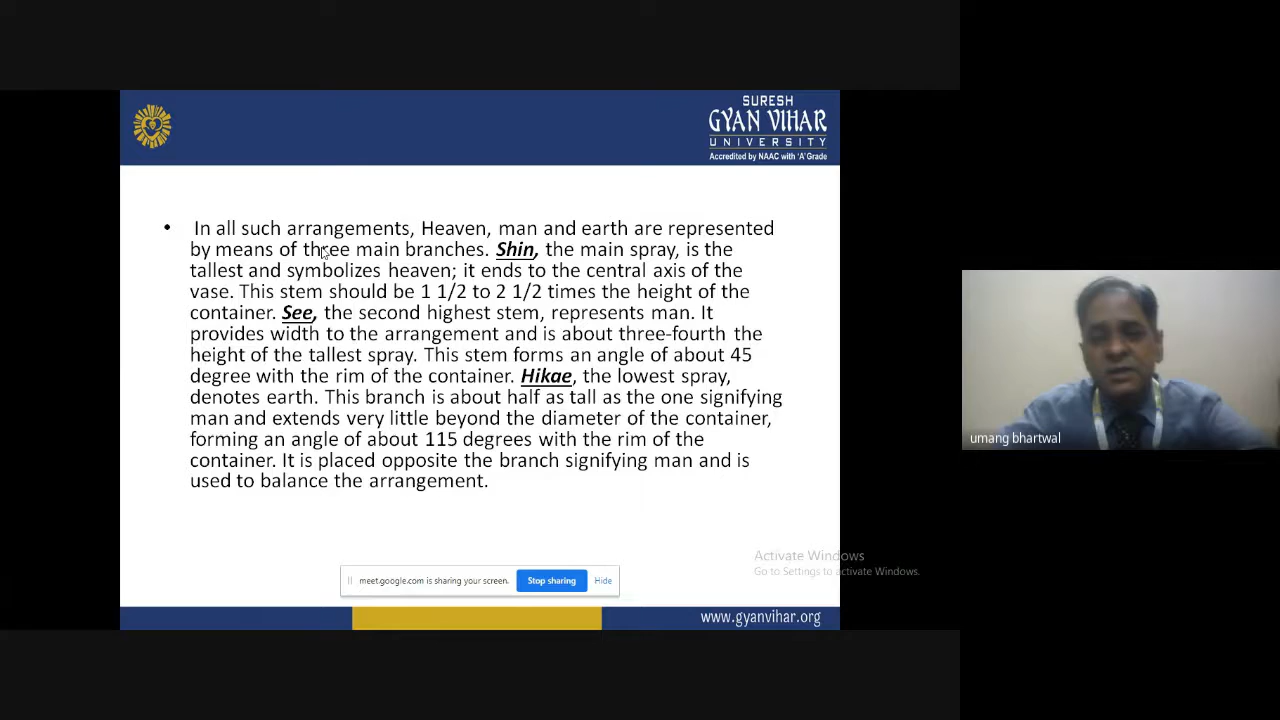 SURESH
GYAN VIHAR
UNIVERSITY
Accredited by NAAC with 'A' Grade
• In all such arrangements, Heaven, man and earth are represented
by means of three main branches. Shin, the main spray, is the
tallest and symbolizes heaven; it ends to the central axis of the
vase. This stem should be 1 1/2 to 2 1/2 times the height of the
container. See, the second highest stem, represents man. It
provides width to the arrangement and is about three-fourth the
height of the tallest spray. This stem forms an angle of about 45
degree with the rim of the container. Hikae, the lowest spray,
denotes earth. This branch is about half as tall as the one signifying
man and extends very little beyond the diameter of the container,
forming an angle of about 115 degrees with the rim of the
container. It is placed opposite the branch signifying man and is
used to balance the arrangement.
umang bhartwal
Activate Windows
Go to Settings to activate Windows.
meet.google.com is sharing your screen. Stop sharing Hide
www.gyanvihar.org